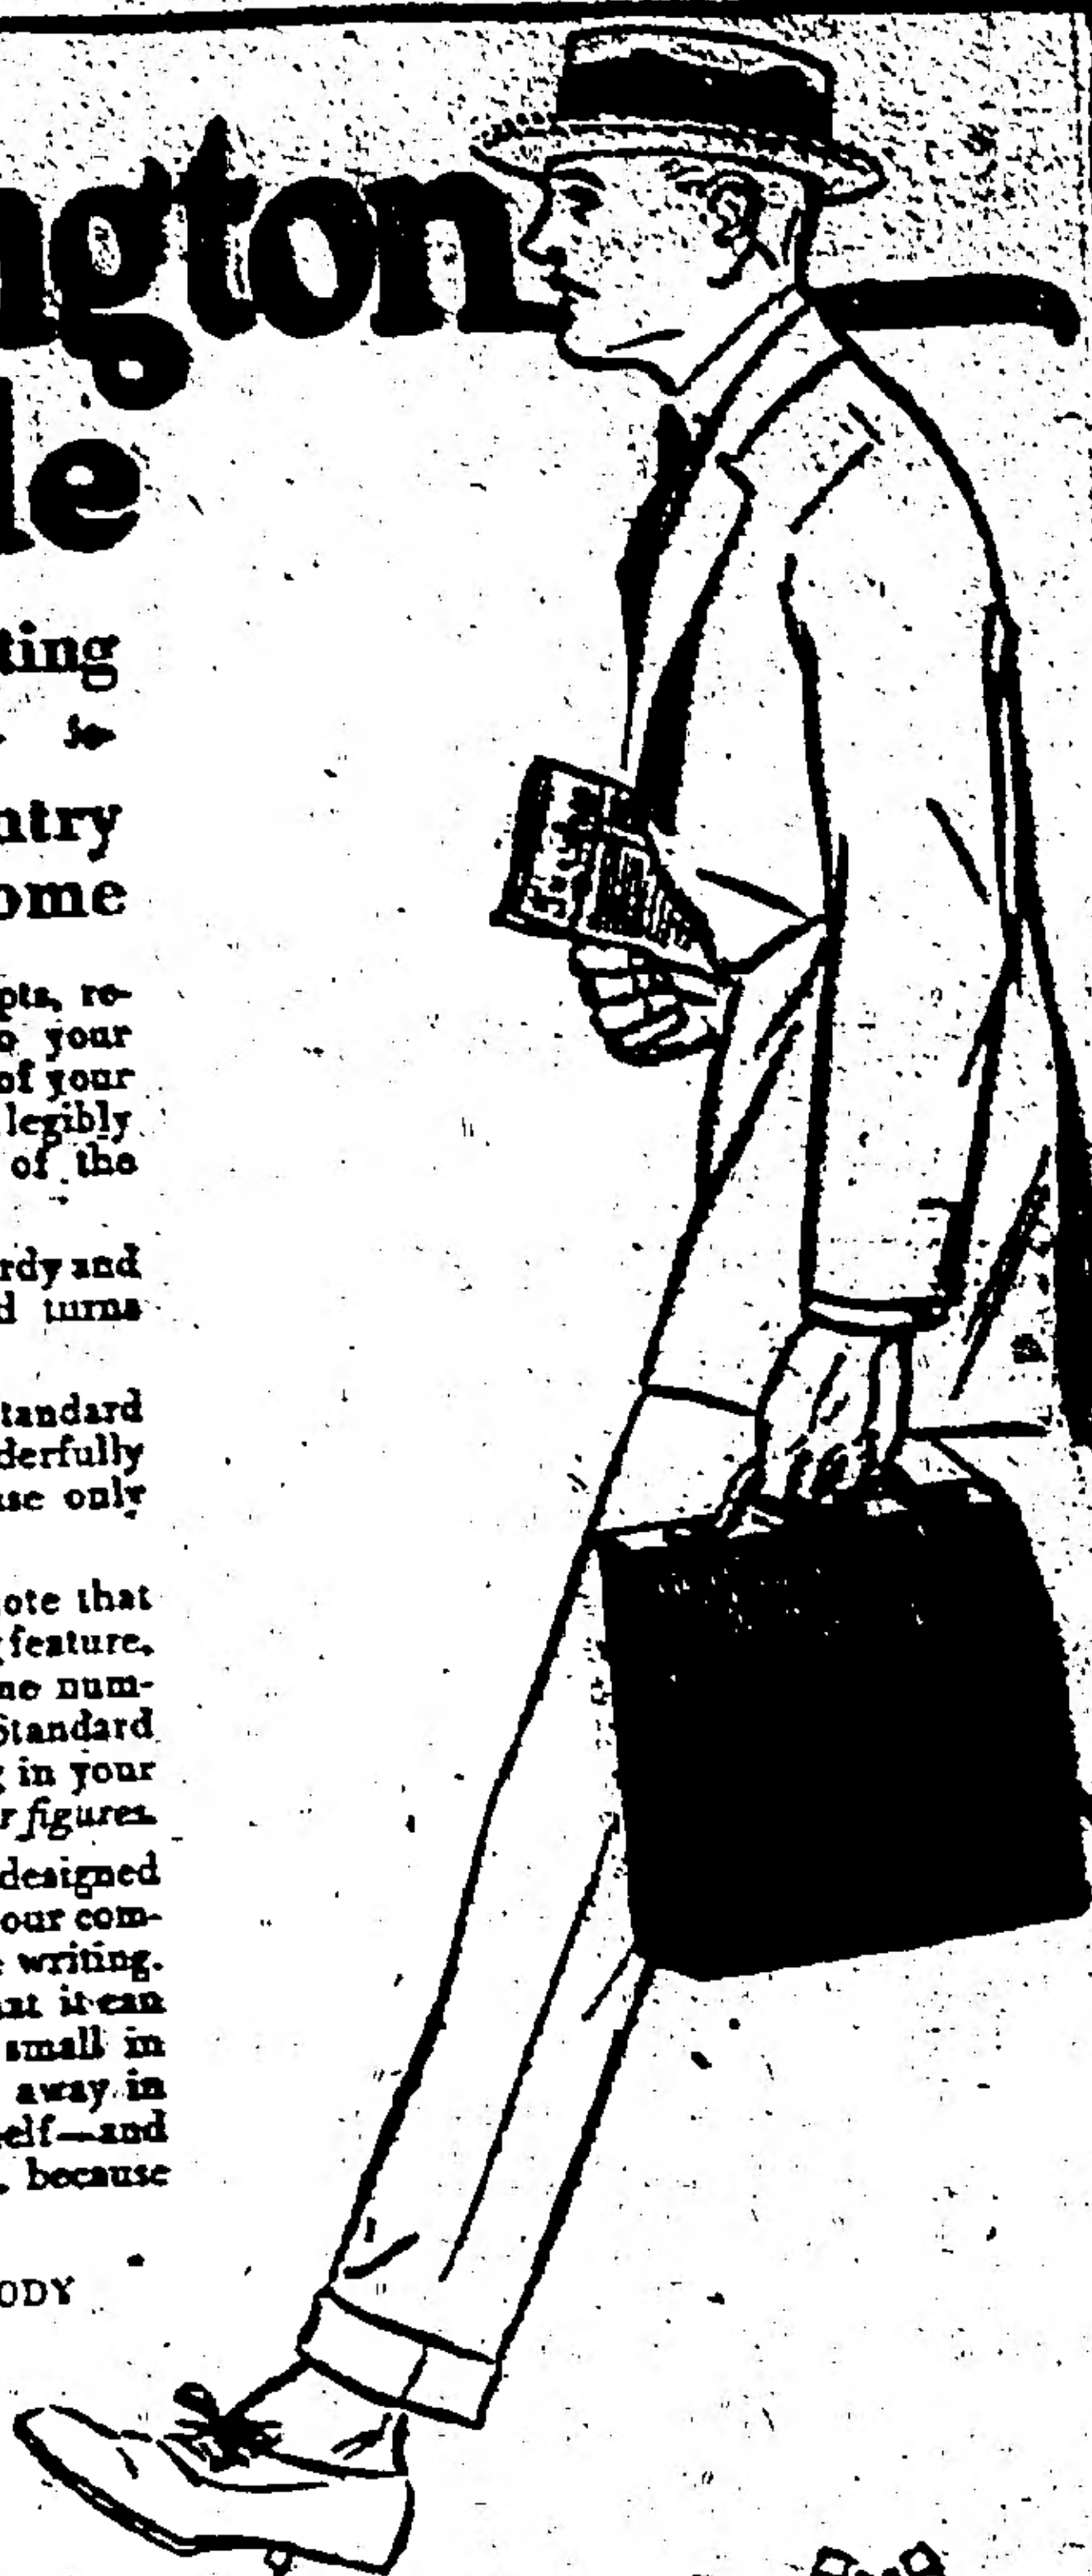 ngton
le
ting
ntry
ome
pts, re-
o your
of your
legibly
of the
rdy and
d turns
tandard
derfully
use only
ote that
feature.
ne num-
Standard
g in your
r figures.
designed
our com-
e writing.
at it can
small in
away in
elf—and
, because
ODY